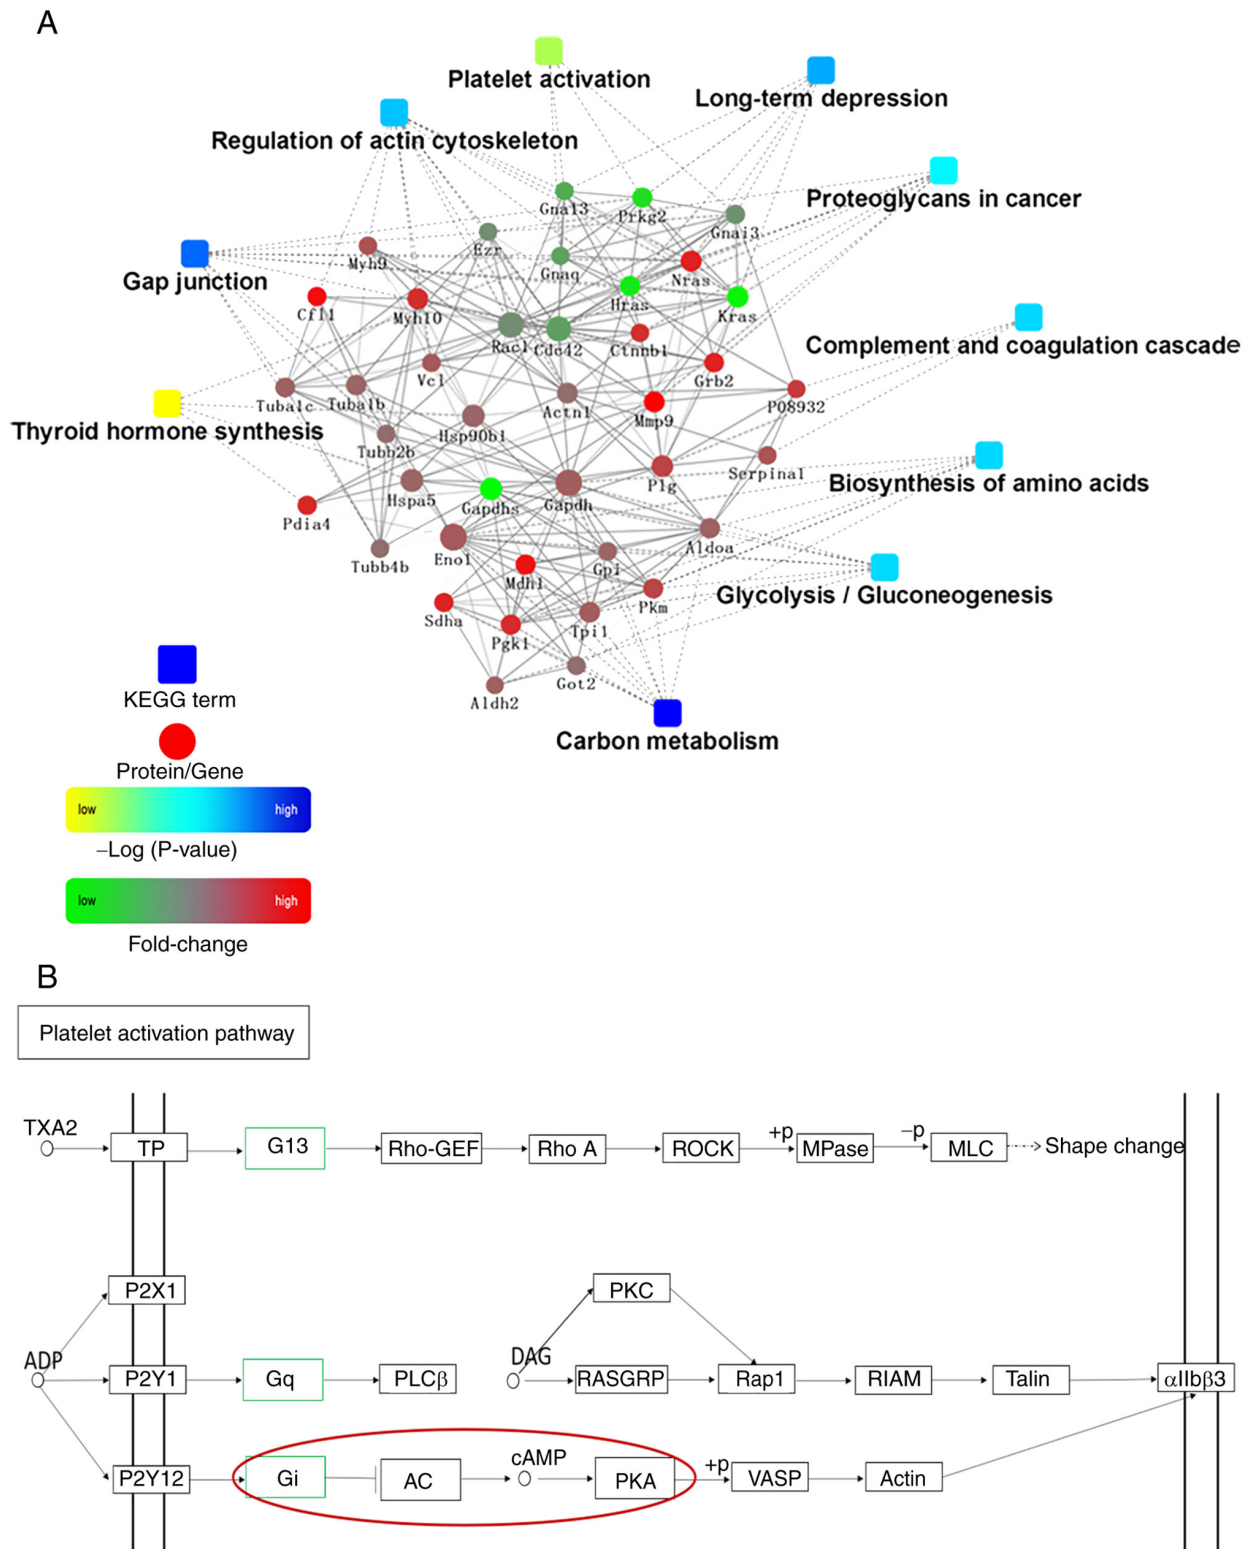 A
Platelet activation
Long-term depression
Regulation of actin cytoskeleton
Proteoglycans in cancer
Gna13
Prkg2
Gnai3
Ezr
Myh9
Gnaq
Nras
Gap junction
Hras
Cfl1
Myh10
Kras
Rac1
Cdc42
Ctnnb1
Complement and coagulation cascade
Vcl
Grb2
Tuba1c
Tuba1b
Actn1
Mmp9
P08932
Thyroid hormone synthesis
Hsp90b1
Tubb2b
Serpina1
Plg
Biosynthesis of amino acids
Hspa5
Gapdhs
Gapdh
Pdia4
Aldoa
Tubb4b
Eno1
Gpi
Mdh1
Glycolysis / Gluconeogenesis
Pkm
Sdha
Tpi1
Pgk1
Got2
Aldh2
KEGG term
Carbon metabolism
Protein/Gene
low high
–Log (P-value)
low high
Fold-change
B
Platelet activation pathway
TXA2
TP
G13
Rho-GEF
Rho A
ROCK
+p
MPase
–p
MLC
Shape change
P2X1
PKC
ADP
P2Y1
Gq
PLCβ
DAG
RASGRP
Rap1
RIAM
Talin
αIIbβ3
P2Y12
Gi
AC
cAMP
PKA
+p
VASP
Actin